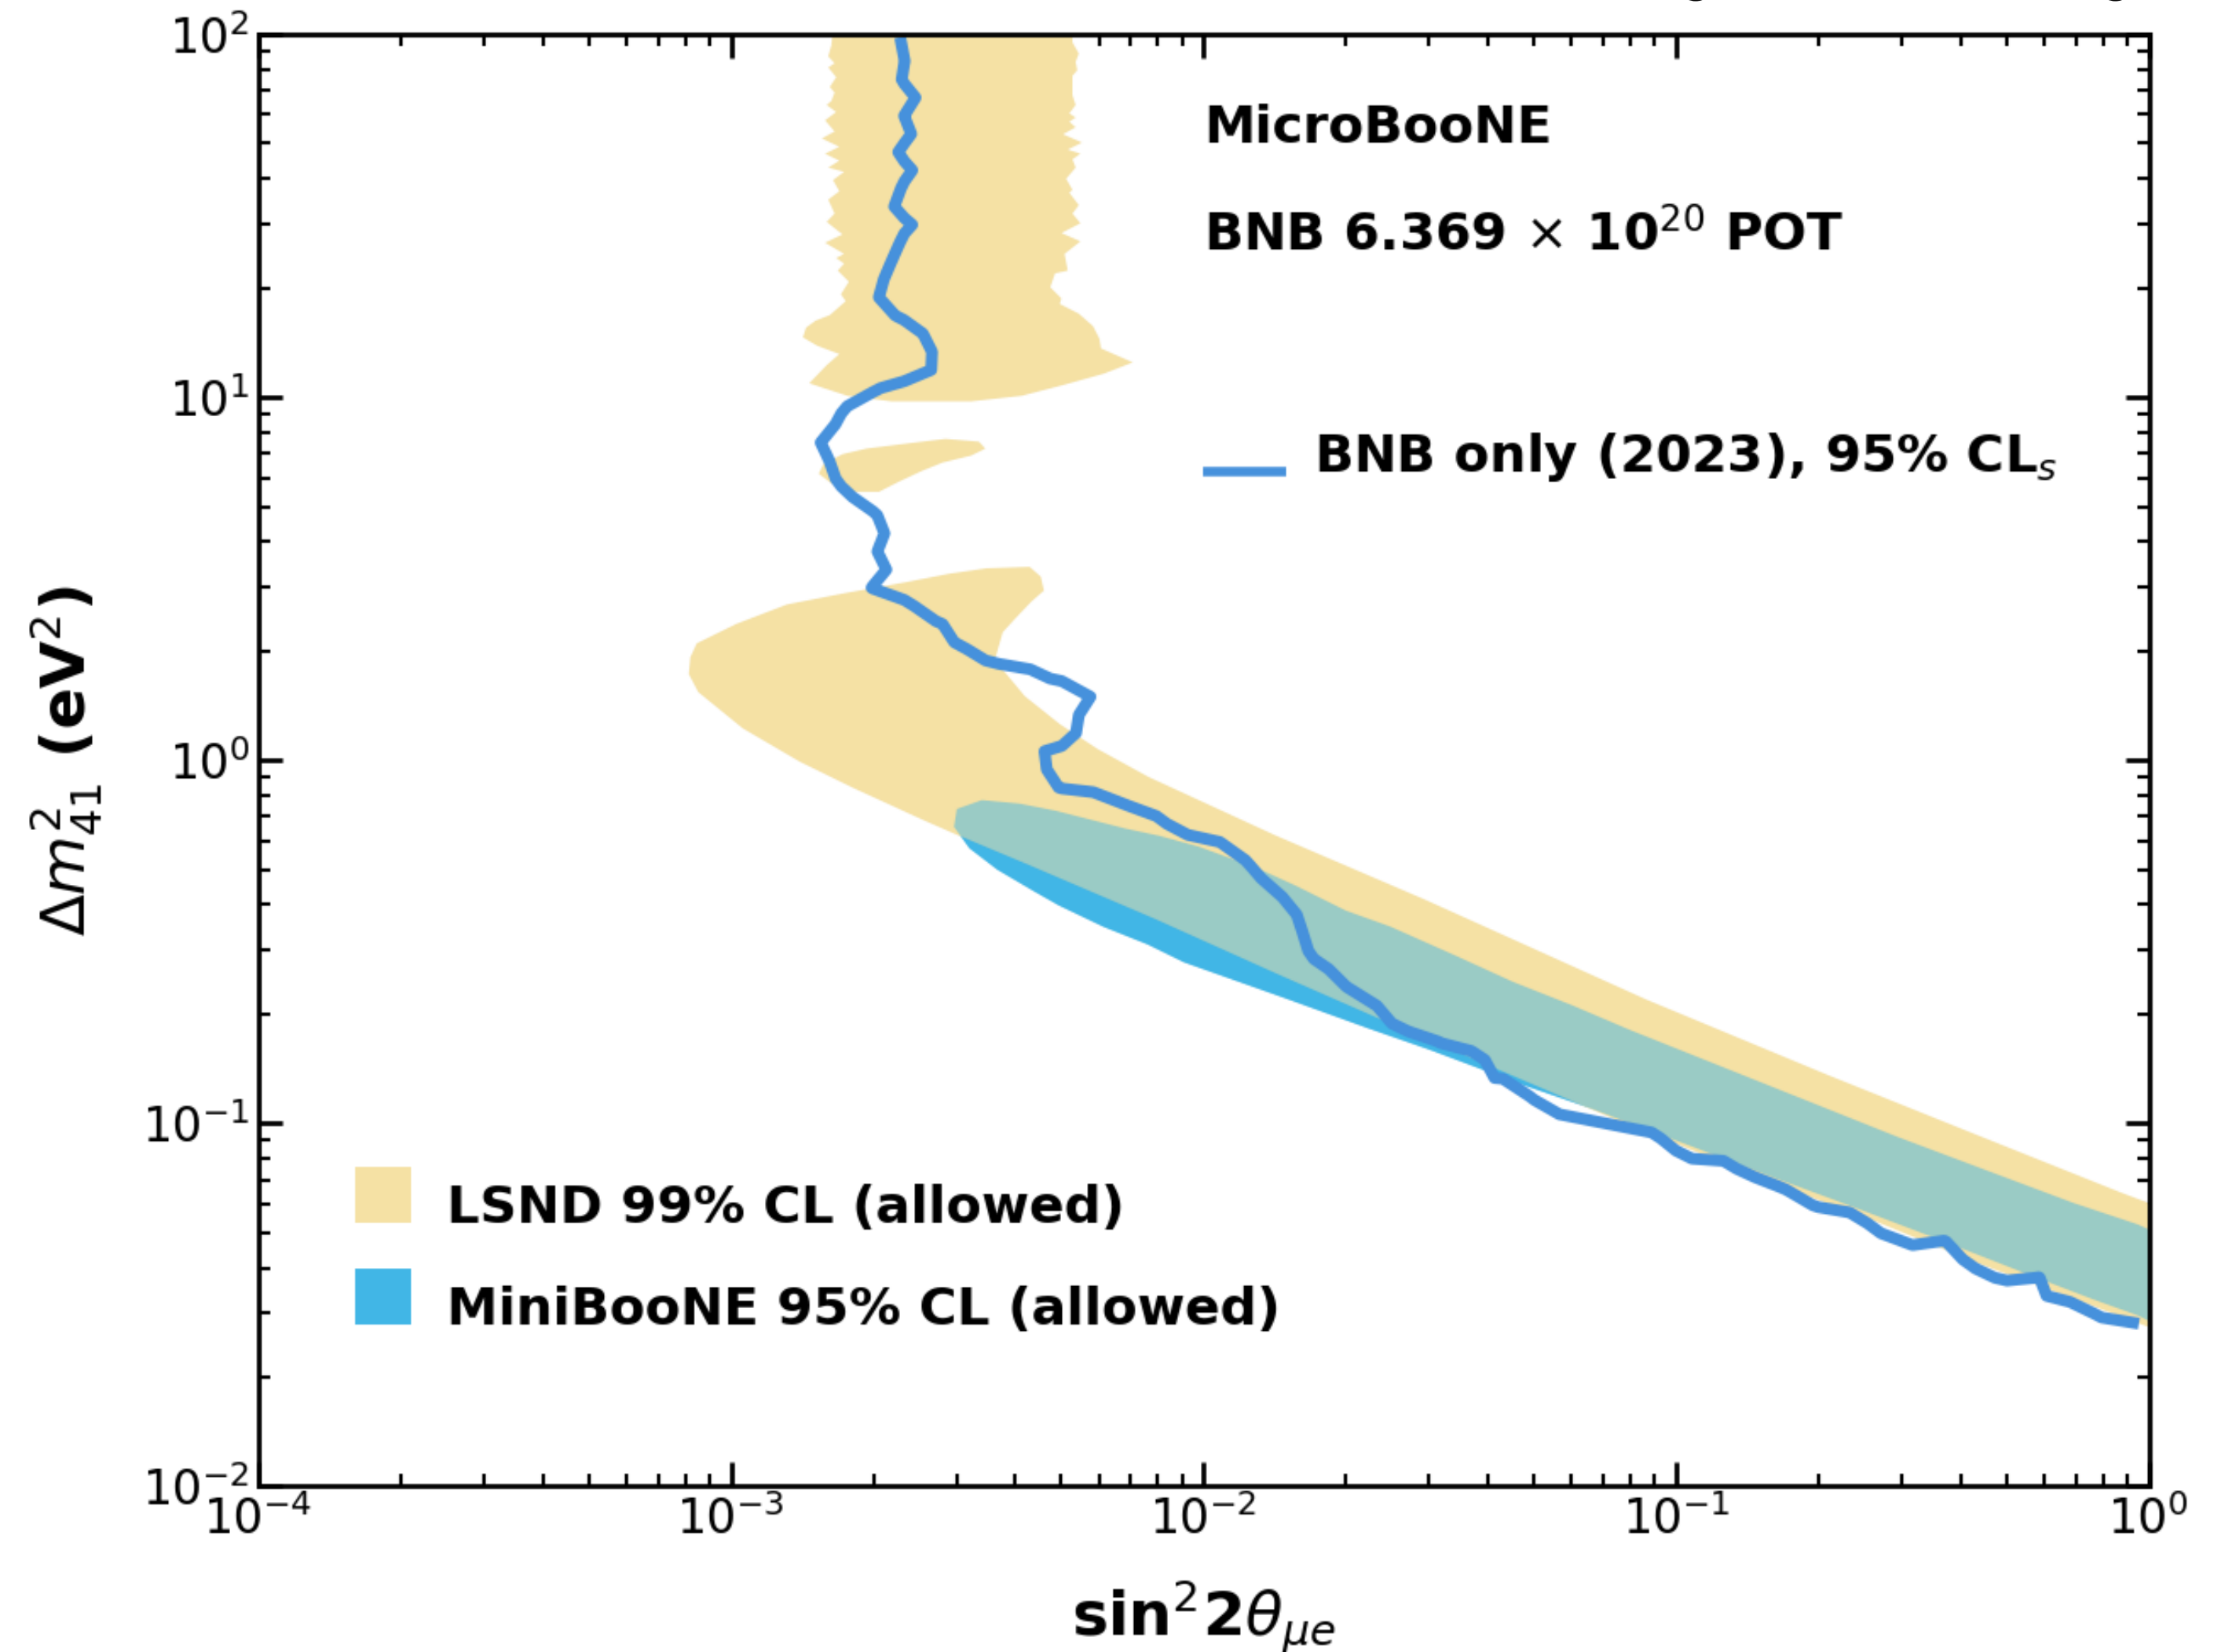 10²
MicroBooNE
BNB 6.369 × 10²⁰ POT
10¹
BNB only (2023), 95% CLₛ
Δm²₄₁ (eV²)
10⁰
10⁻¹
LSND 99% CL (allowed)
MiniBooNE 95% CL (allowed)
10⁻²
10⁻⁴ 10⁻³ 10⁻² 10⁻¹ 10⁰
sin²2θμe